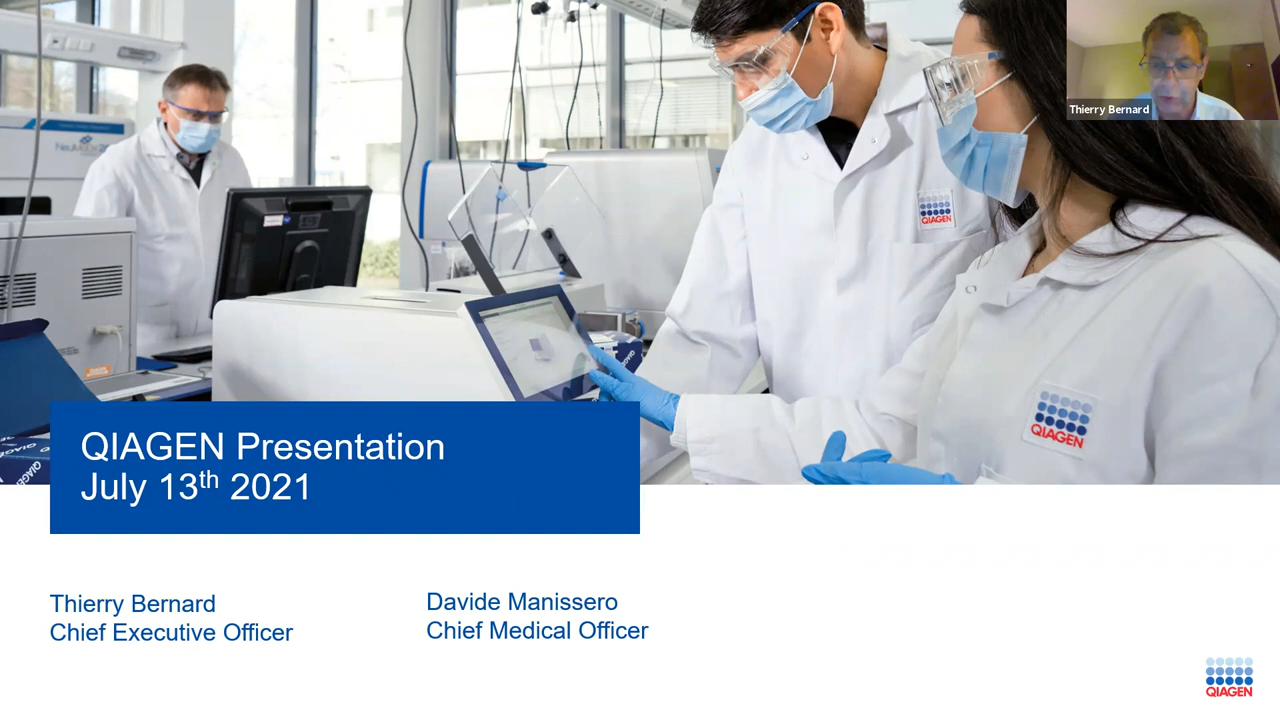 Thierry Bernard
QIAGEN
QIAGEN
QIAGEN Presentation
July 13th 2021
Thierry Bernard
Chief Executive Officer
Davide Manissero
Chief Medical Officer
QIAGEN